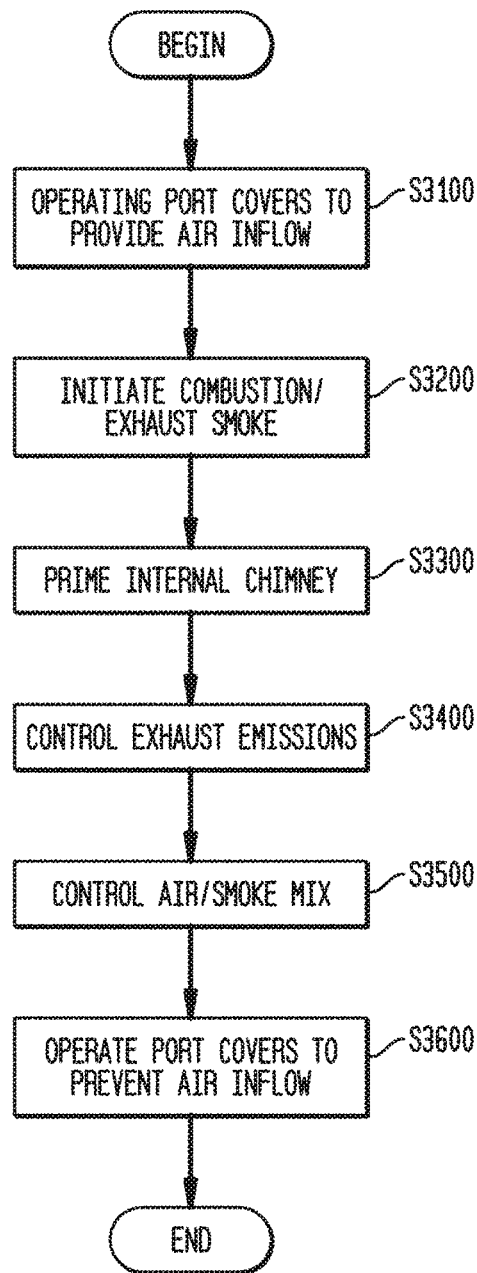 BEGIN
OPERATING PORT COVERS TO
PROVIDE AIR INFLOW
S3100
INITIATE COMBUSTION/
EXHAUST SMOKE
S3200
PRIME INTERNAL CHIMNEY
S3300
CONTROL EXHAUST EMISSIONS
S3400
CONTROL AIR/SMOKE MIX
S3500
OPERATE PORT COVERS TO
PREVENT AIR INFLOW
S3600
END